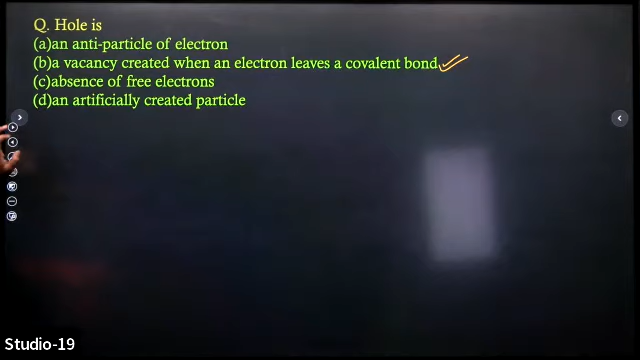 Q. Hole is
(a)an anti-particle of electron
(b)a vacancy created when an electron leaves a covalent bond
(c)absence of free electrons
(d)an artificially created particle
Studio-19